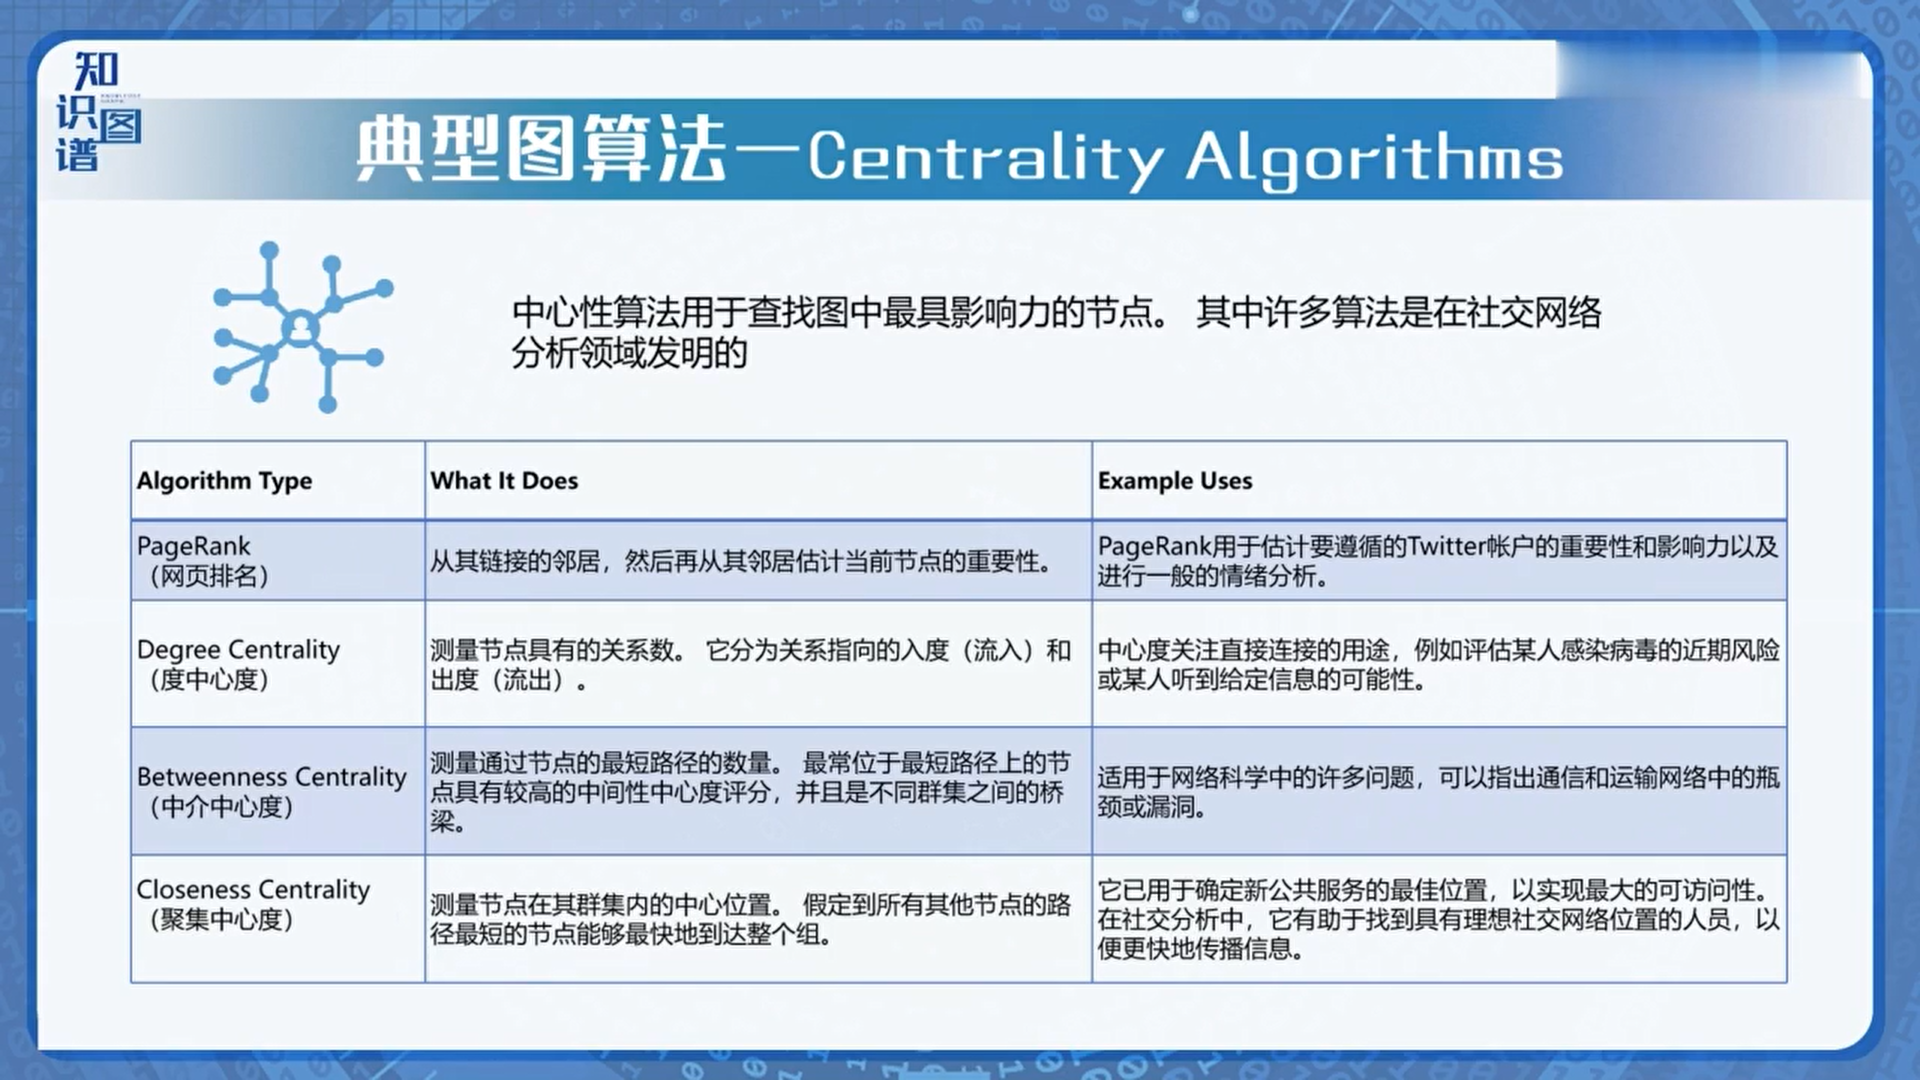 知
识图
谱
典型图算法—Centrality Algorithms
中心性算法用于查找图中最具影响力的节点。 其中许多算法是在社交网络
分析领域发明的
Algorithm Type
What It Does
Example Uses
PageRank
（网页排名）
从其链接的邻居，然后再从其邻居估计当前节点的重要性。
PageRank用于估计要遵循的Twitter帐户的重要性和影响力以及
进行一般的情绪分析。
Degree Centrality
（度中心度）
测量节点具有的关系数。 它分为关系指向的入度（流入）和
出度（流出）。
中心度关注直接连接的用途，例如评估某人感染病毒的近期风险
或某人听到给定信息的可能性。
Betweenness Centrality
（中介中心度）
测量通过节点的最短路径的数量。 最常位于最短路径上的节
点具有较高的中间性中心度评分，并且是不同群集之间的桥
梁。
适用于网络科学中的许多问题，可以指出通信和运输网络中的瓶
颈或漏洞。
Closeness Centrality
（聚集中心度）
测量节点在其群集内的中心位置。 假定到所有其他节点的路
径最短的节点能够最快地到达整个组。
它已用于确定新公共服务的最佳位置，以实现最大的可访问性。
在社交分析中，它有助于找到具有理想社交网络位置的人员，以
便更快地传播信息。